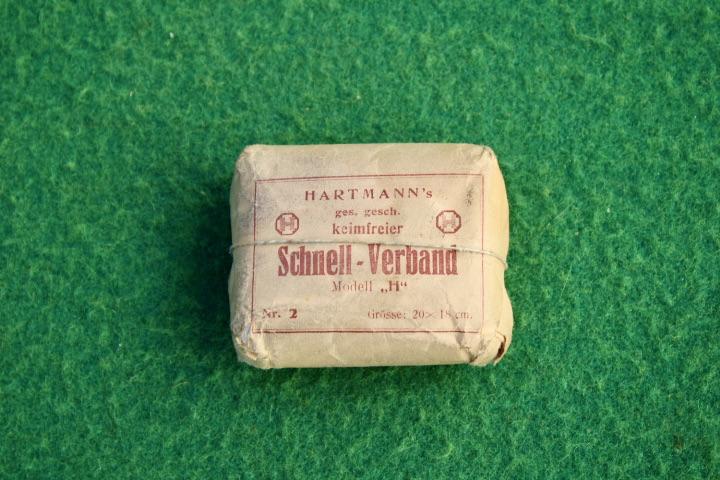 HARTMANN's
ges. gesch.
H H
keimfreier
Schnell-Verband
Modell „H“
Nr. 2 Grösse: 20×18 cm.